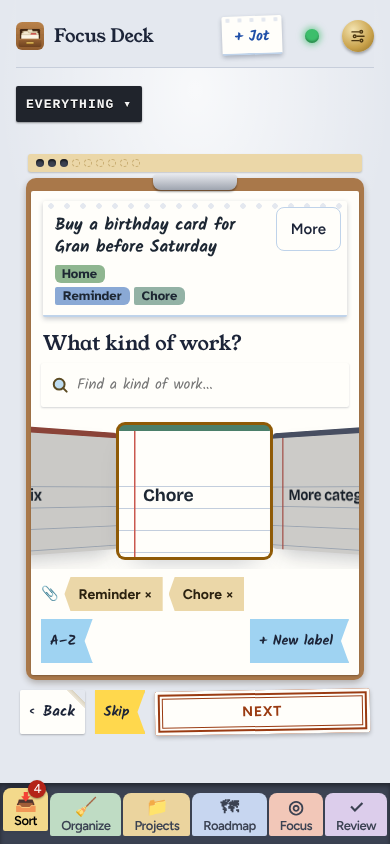 Focus Deck
+ Jot
EVERYTHING ▾
Buy a birthday card for
Gran before Saturday
More
Home
Reminder
Chore
What kind of work?
Find a kind of work...
ix
Chore
More categ
Reminder ×
Chore ×
A–Z
+ New label
‹ Back
Skip
NEXT
4
Sort
Organize
Projects
Roadmap
Focus
Review